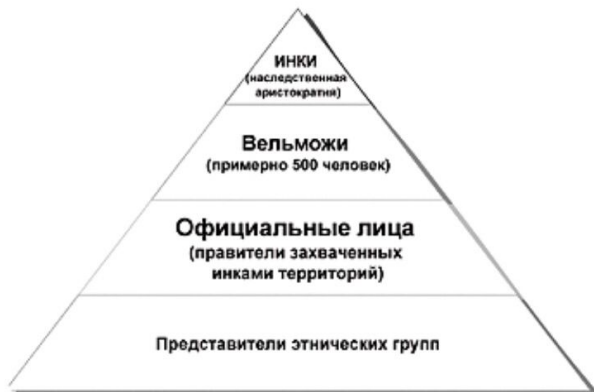 ИНКИ
(наследственная
аристократия)
Вельможи
(примерно 500 человек)
Официальные лица
(правители захваченных
инками территорий)
Представители этнических групп